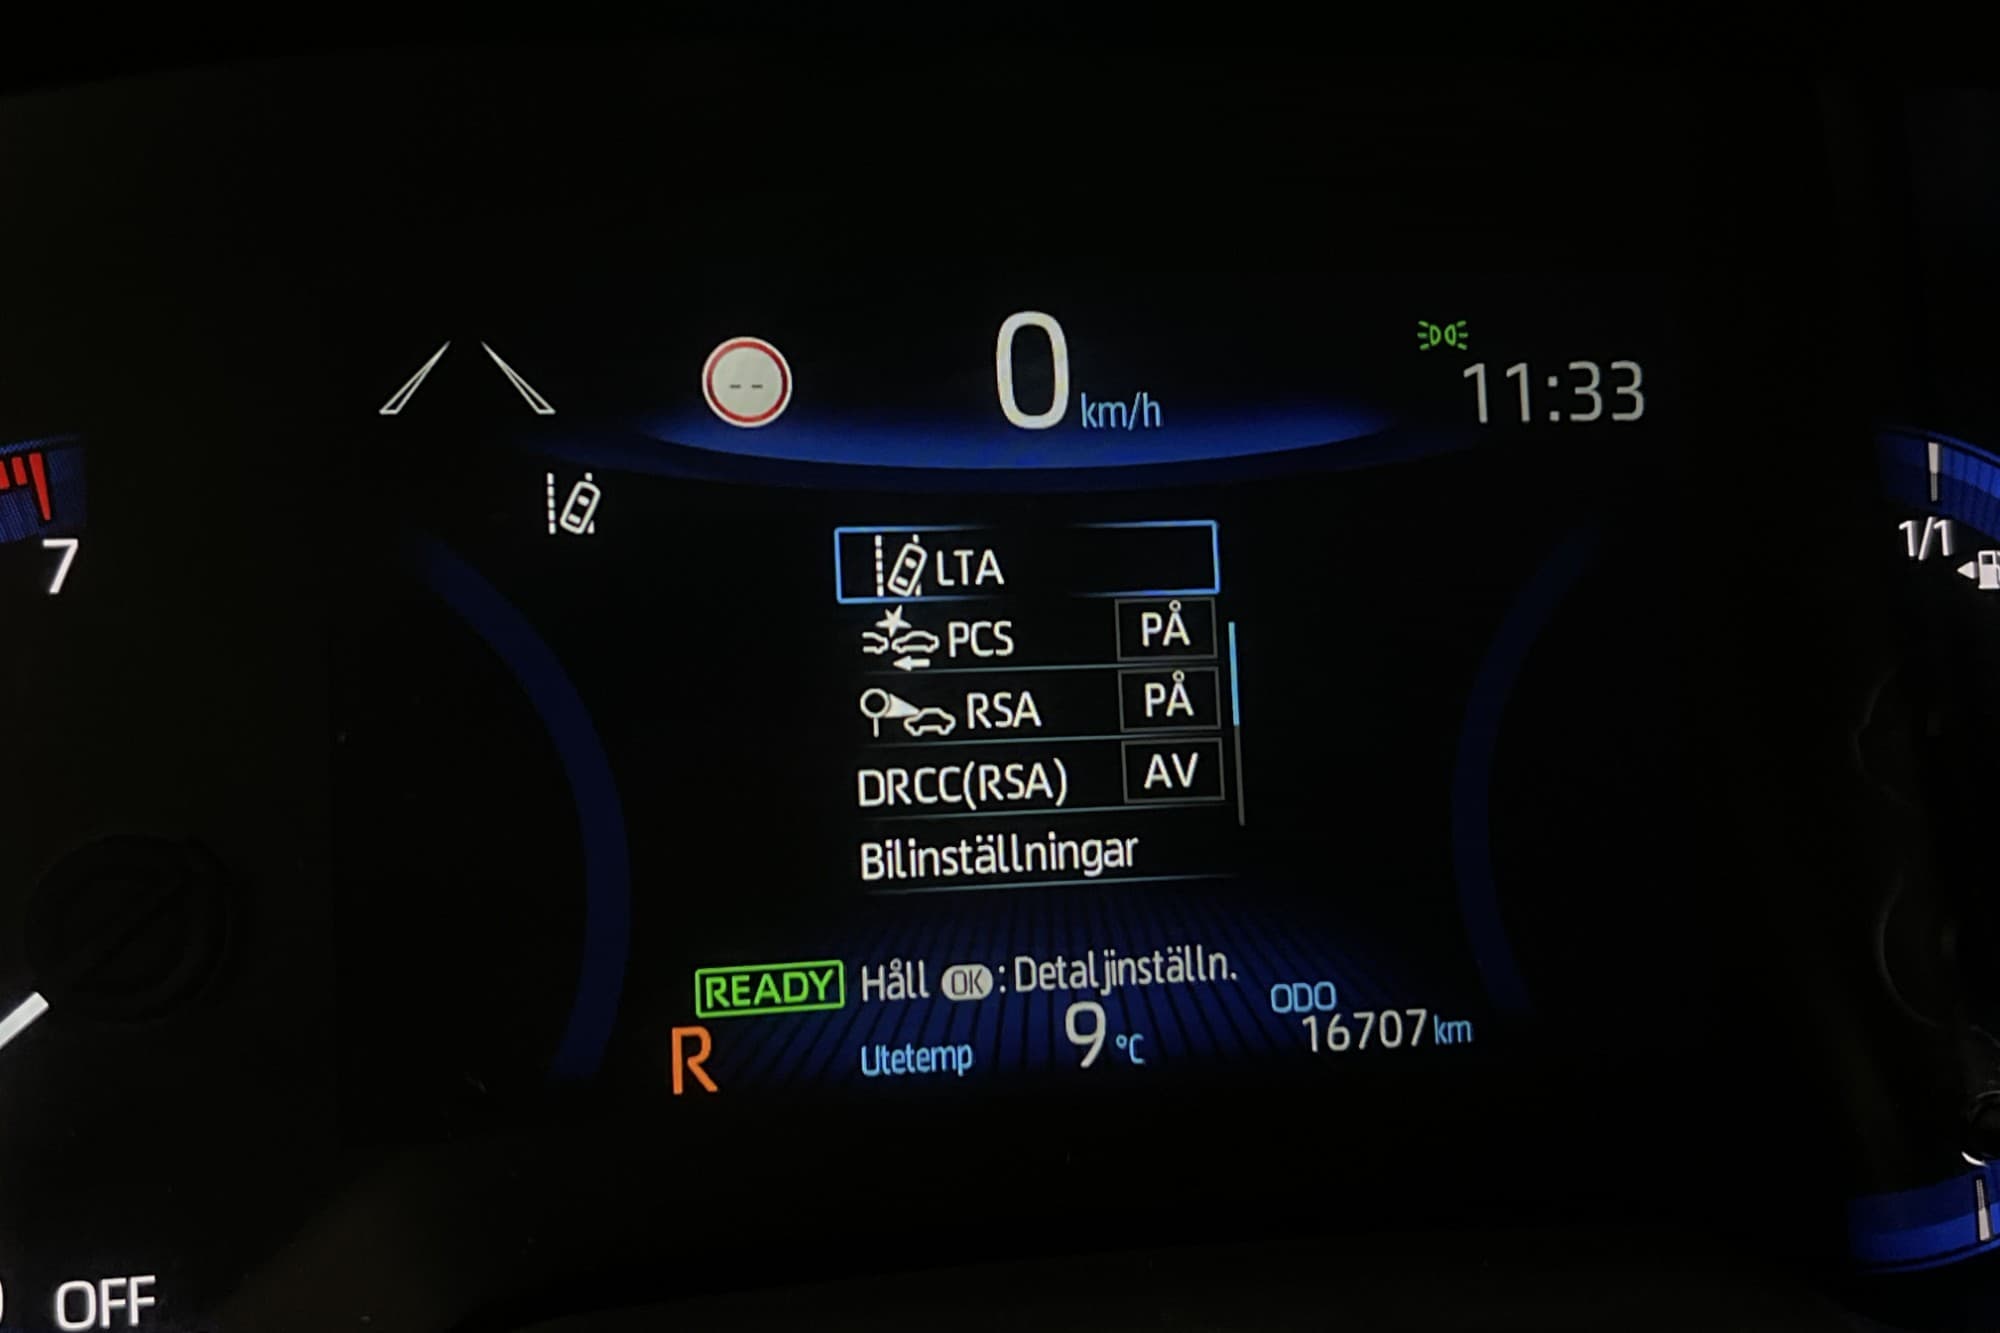 0 km/h
11:33
--
7
1/1
LTA
PCS PÅ
RSA PÅ
DRCC(RSA) AV
Bilinställningar
READY Håll OK: Detaljinställn.
R Utetemp 9 °C
ODO
16707 km
OFF